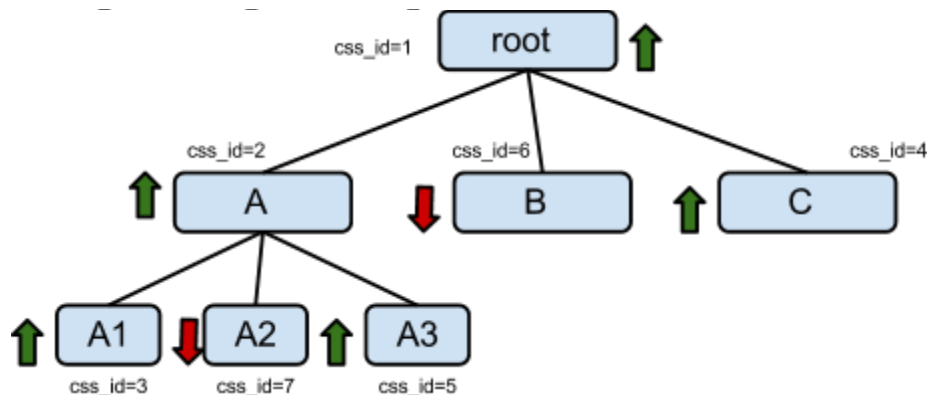 css_id=1
root
css_id=2
css_id=6
css_id=4
A
B
C
A1
A2
A3
css_id=3
css_id=7
css_id=5